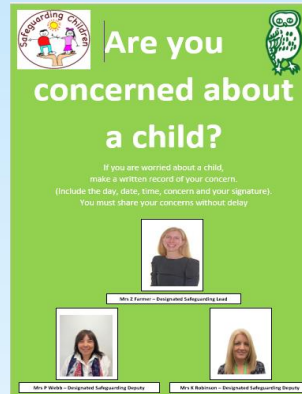 Safeguarding Children
Are you
concerned about
a child?
If you are worried about a child,
make a written record of your concern.
(Include the day, date, time, concern and your signature).
You must share your concerns without delay
Mrs Z Farmer – Designated Safeguarding Lead
Mrs P Webb – Designated Safeguarding Deputy
Mrs K Robinson – Designated Safeguarding Deputy